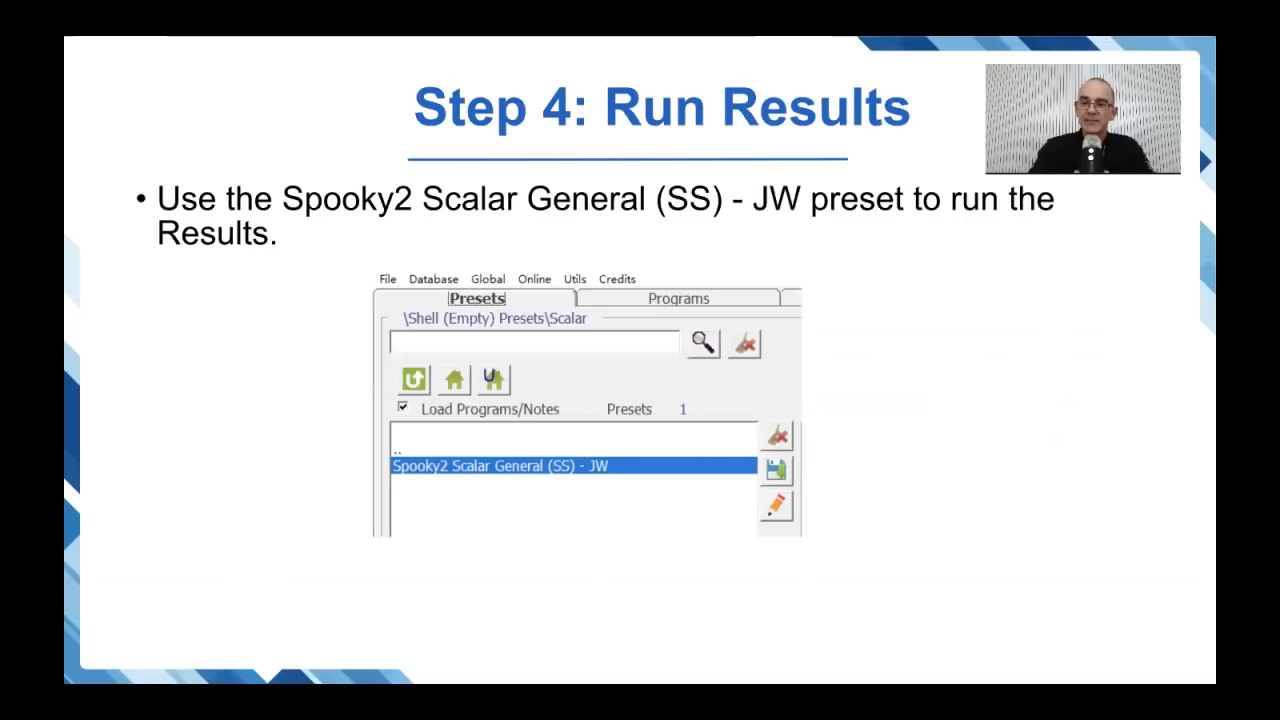 Step 4: Run Results
• Use the Spooky2 Scalar General (SS) - JW preset to run the
Results.
File Database Global Online Utils Credits
Presets Programs
\Shell (Empty) Presets\Scalar
Load Programs/Notes Presets 1
..
Spooky2 Scalar General (SS) - JW